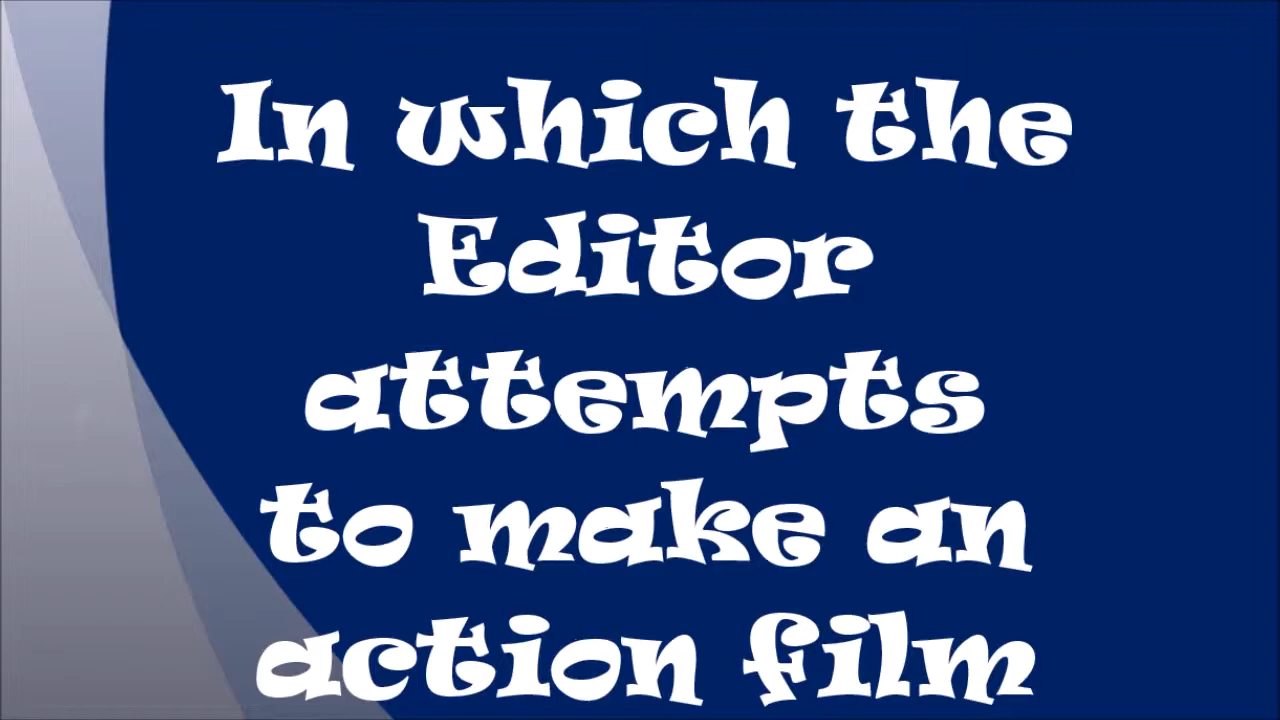 In which the
Editor
attempts
to make an
action film